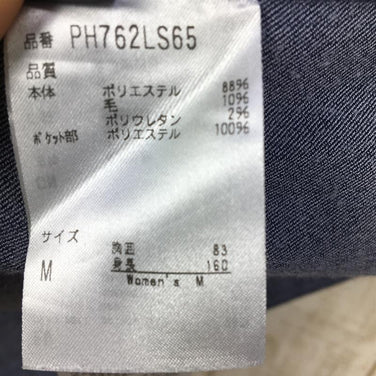 品番 PH762LS65
品質
本体 ポリエステル 88%
毛 10%
ポリウレタン 2%
ポケット部 ポリエステル 100%
サイズ
M 胸囲 83
身長 160
Women's M